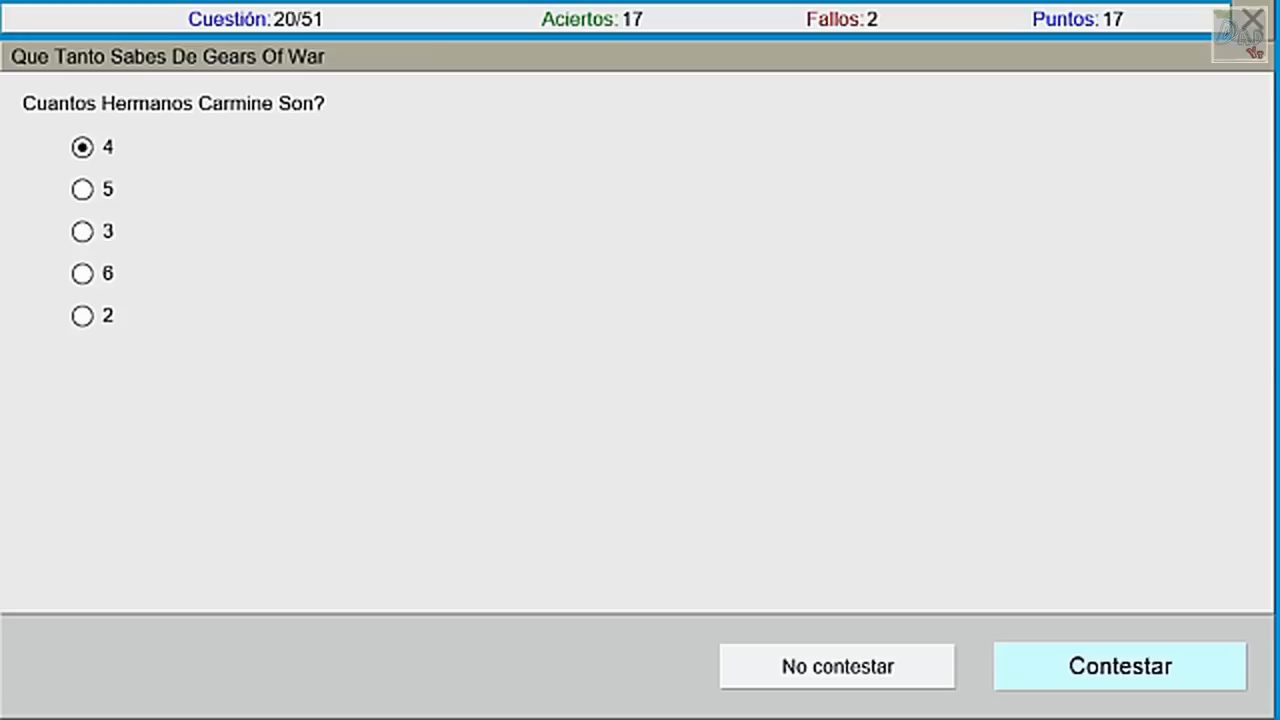 Cuestión: 20/51 Aciertos: 17 Fallos: 2 Puntos: 17
Que Tanto Sabes De Gears Of War
Cuantos Hermanos Carmine Son?
4
5
3
6
2
No contestar Contestar